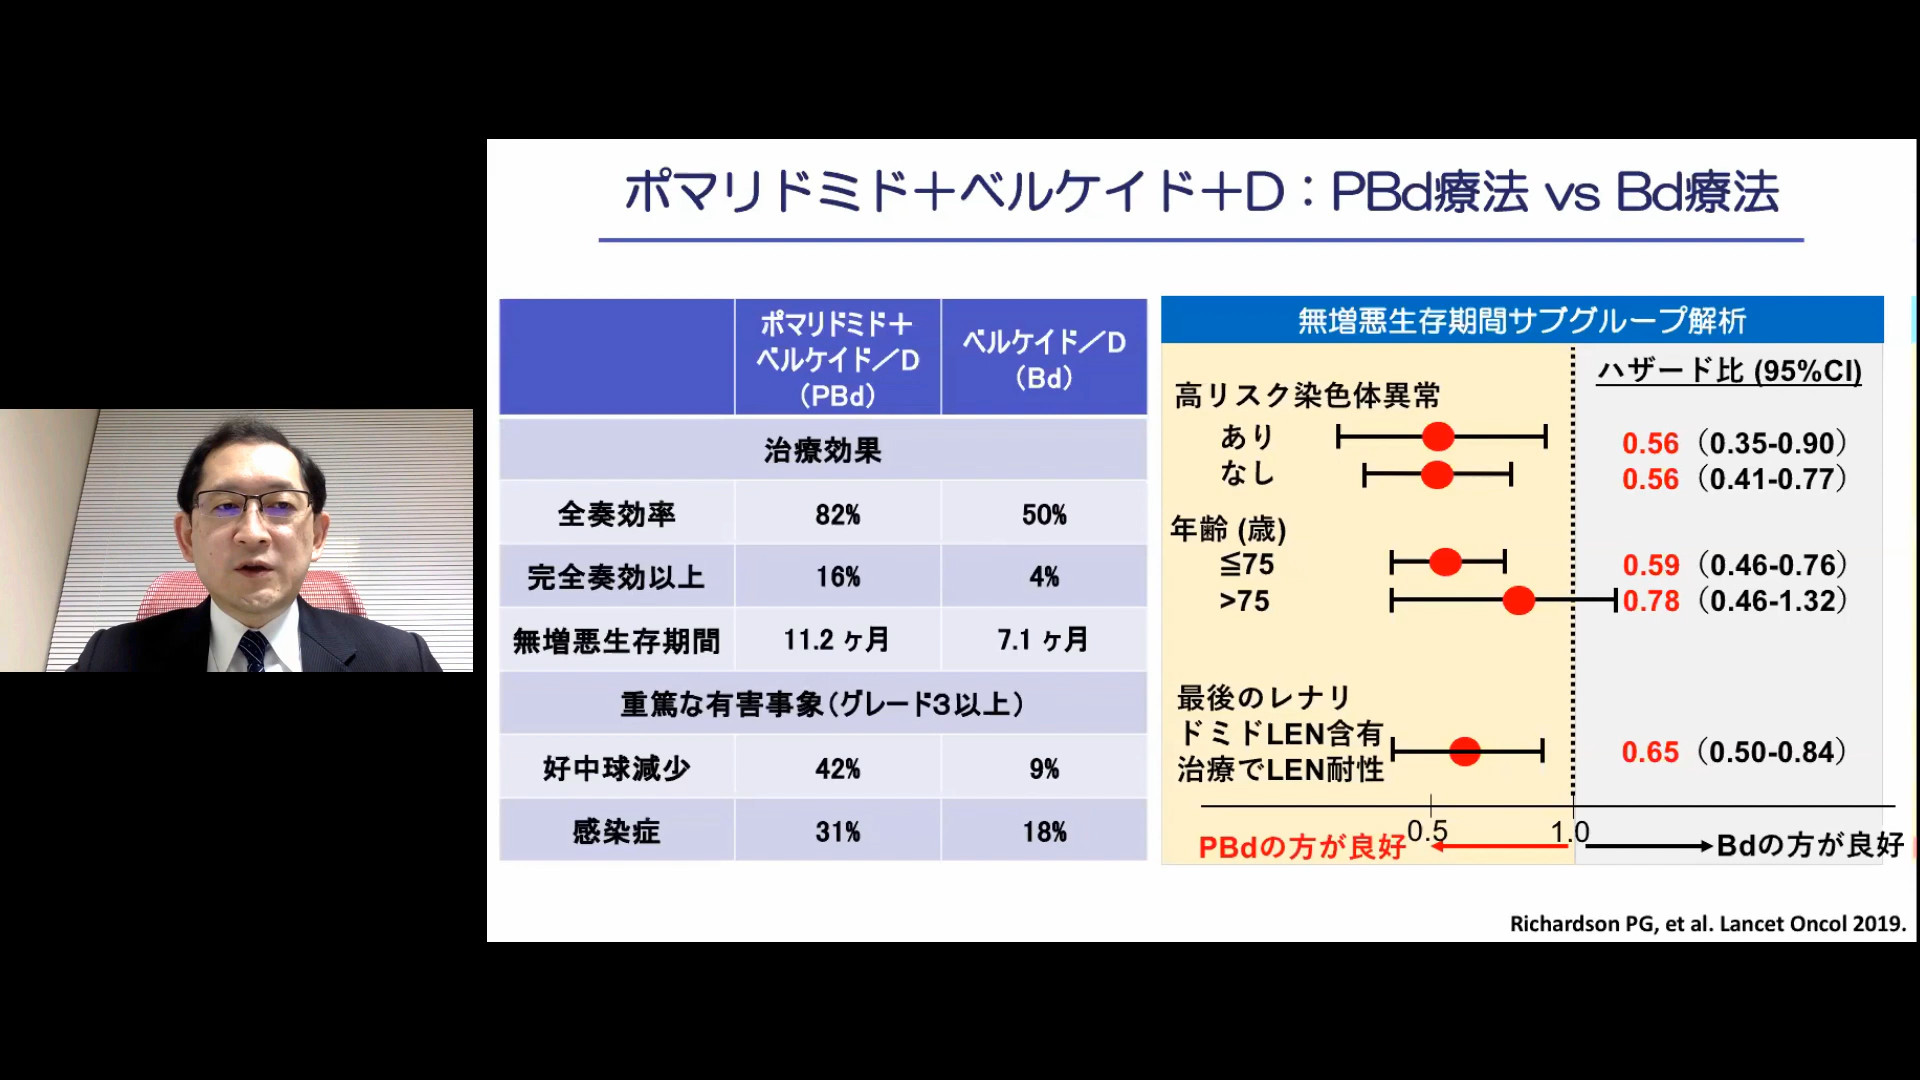 ポマリドミド＋ベルケイド＋D：PBd療法 vs Bd療法
ポマリドミド＋
ベルケイド／D
（PBd）
ベルケイド／D
（Bd）
治療効果
全奏効率 82% 50%
完全奏効以上 16% 4%
無増悪生存期間 11.2 ヶ月 7.1 ヶ月
重篤な有害事象（グレード3以上）
好中球減少 42% 9%
感染症 31% 18%
無増悪生存期間サブグループ解析
ハザード比 (95%CI)
高リスク染色体異常
あり 0.56（0.35-0.90）
なし 0.56（0.41-0.77）
年齢 (歳)
≦75 0.59（0.46-0.76）
>75 0.78（0.46-1.32）
最後のレナリ
ドミドLEN含有
治療でLEN耐性 0.65（0.50-0.84）
0.5 1.0
PBdの方が良好 Bdの方が良好
Richardson PG, et al. Lancet Oncol 2019.